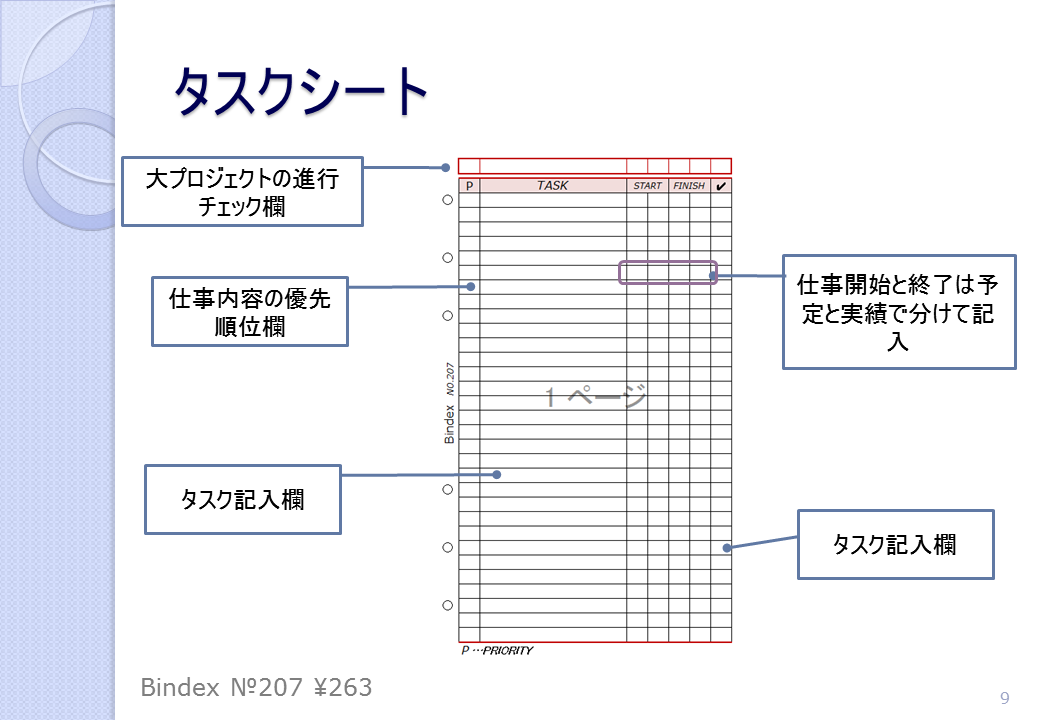 タスクシート
大プロジェクトの進行
チェック欄
P TASK START FINISH ✔
仕事内容の優先
順位欄
仕事開始と終了は予
定と実績で分けて記
入
Bindex NO.207
1 ページ
タスク記入欄
タスク記入欄
P…PRIORITY
Bindex №207 ¥263
9